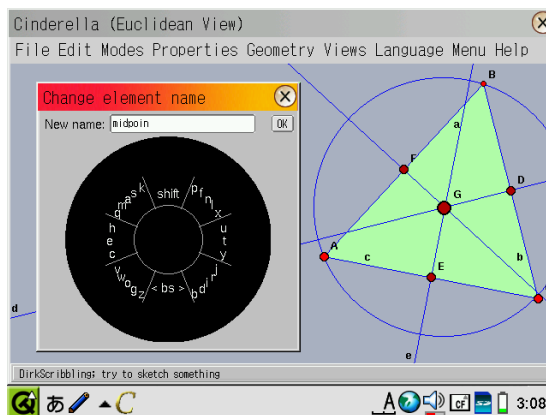 Cinderella (Euclidean View)
File Edit Modes Properties Geometry Views Language Menu Help
Change element name
New name: midpoin OK
shift
p f n l x
u t y
j r i d b
< bs >
z g o w v
c e h
q m a s k
B
a
F
D
G
A
c
E
b
d
e
DirkScribbling: try to sketch something
あ A CF 3:08